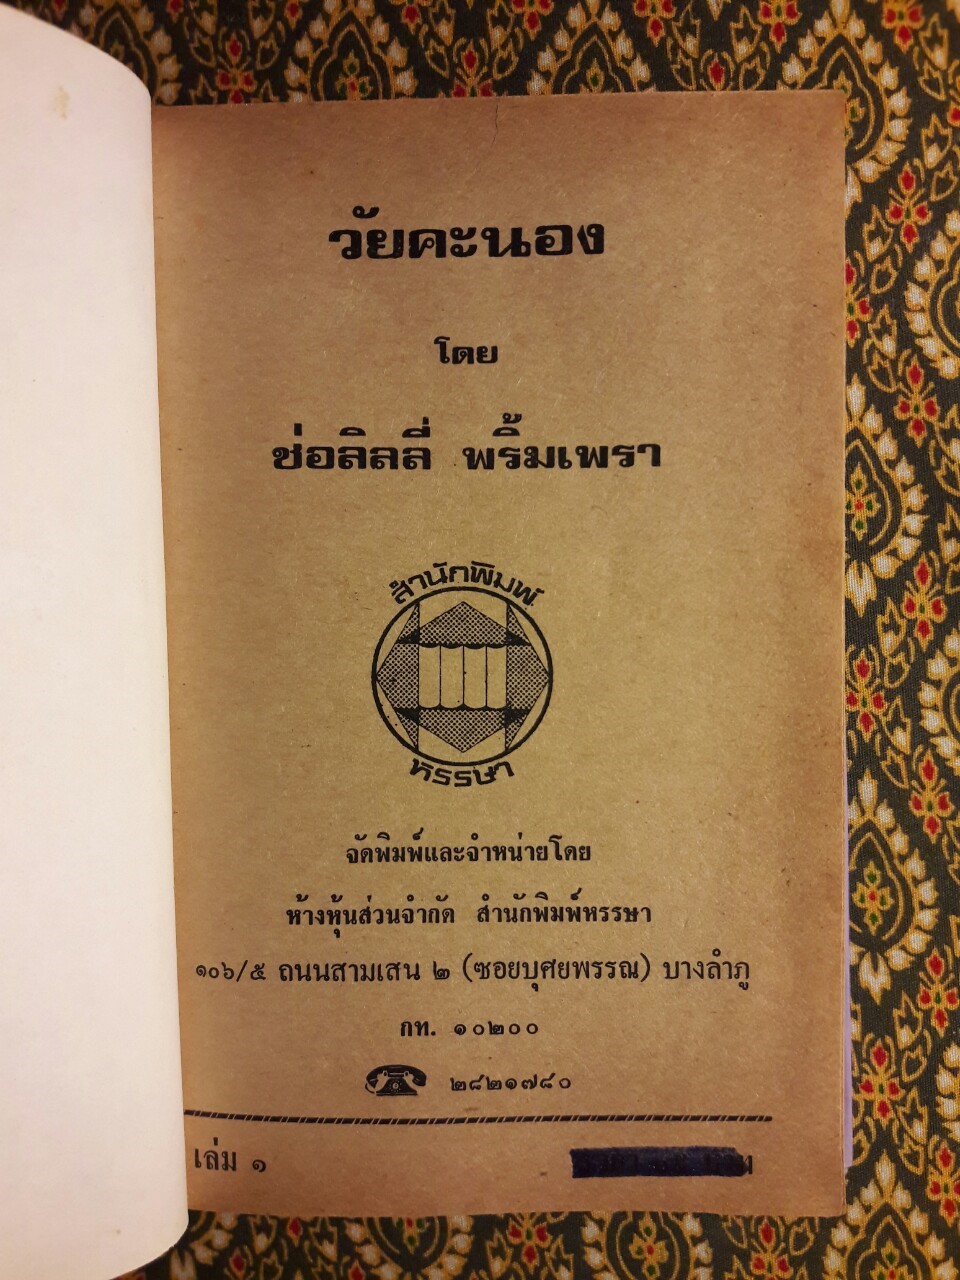 วัยคะนอง
โดย
ช่อลิลลี่ พริ้มเพรา
สำนักพิมพ์
หรรษา
จัดพิมพ์และจำหน่ายโดย
ห้างหุ้นส่วนจำกัด สำนักพิมพ์หรรษา
๑๐๖/๕ ถนนสามเสน ๒ (ซอยบุศยพรรณ) บางลำภู
กท. ๑๐๒๐๐
๒๘๒๑๗๘๐
เล่ม ๑